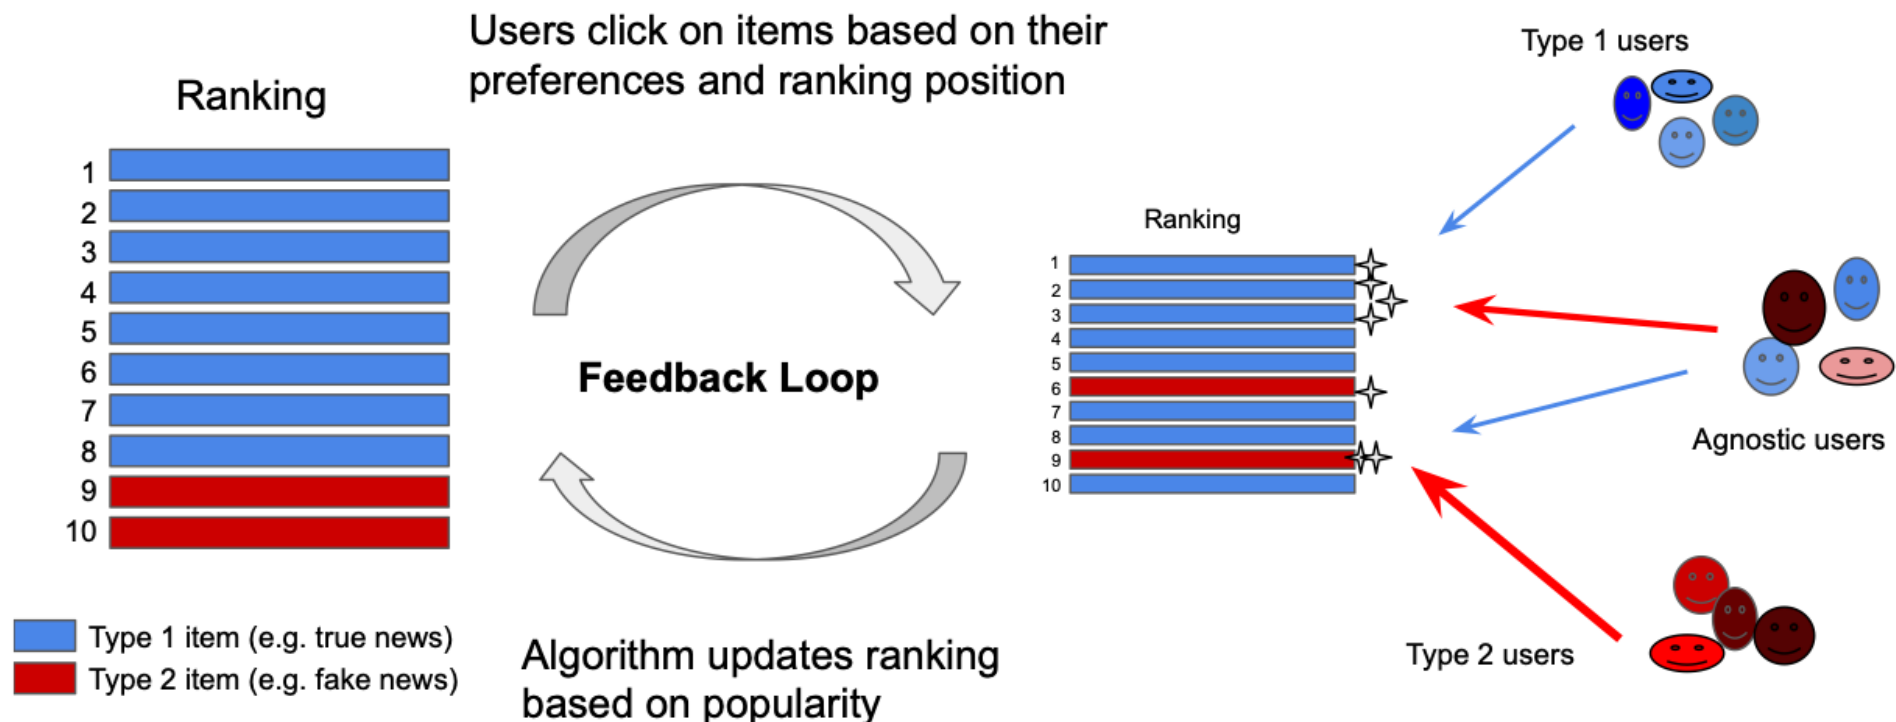 Users click on items based on their
preferences and ranking position
Ranking
1
2
3
4
5
6
7
8
9
10
Type 1 item (e.g. true news)
Type 2 item (e.g. fake news)
Feedback Loop
Algorithm updates ranking
based on popularity
Ranking
1
2
3
4
5
6
7
8
9
10
Type 1 users
Agnostic users
Type 2 users